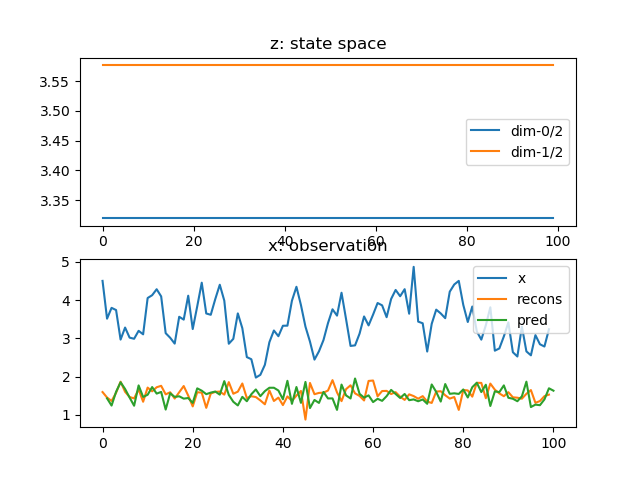 z: state space
3.55
3.50
3.45
3.40
3.35
dim-0/2
dim-1/2
0 20 40 60 80 100
x: observation
5
4
3
2
1
x
recons
pred
0 20 40 60 80 100